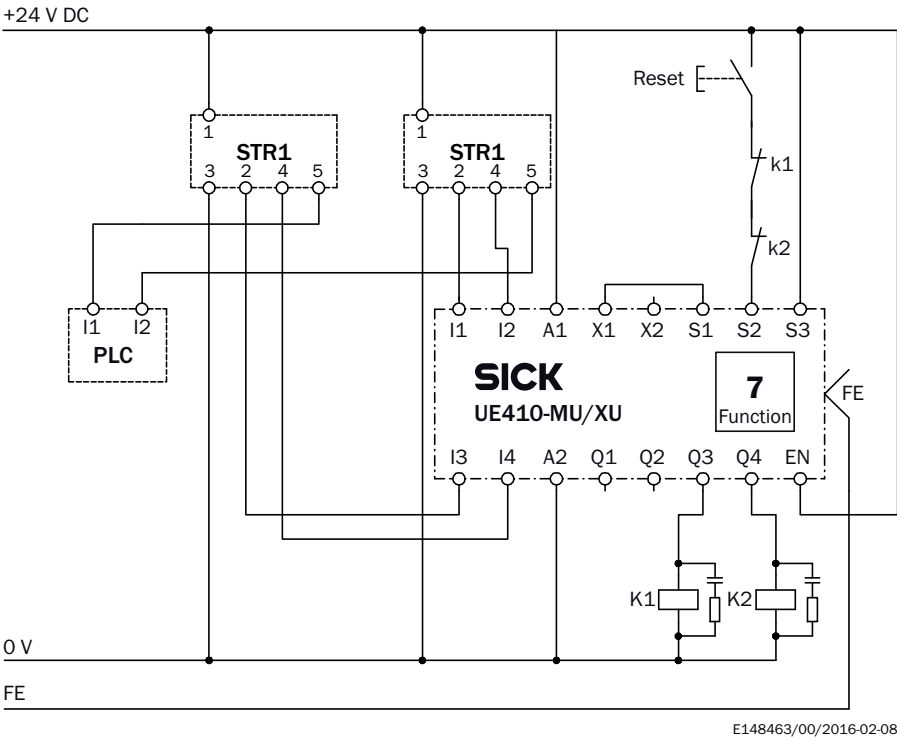 +24 V DC
Reset
1 1
STR1 STR1
3 2 4 5 3 2 4 5
k1
k2
I1 I2 I1 I2 A1 X1 X2 S1 S2 S3
PLC
SICK
UE410-MU/XU
7
Function
FE
I3 I4 A2 Q1 Q2 Q3 Q4 EN
K1 K2
0 V
FE
E148463/00/2016-02-08